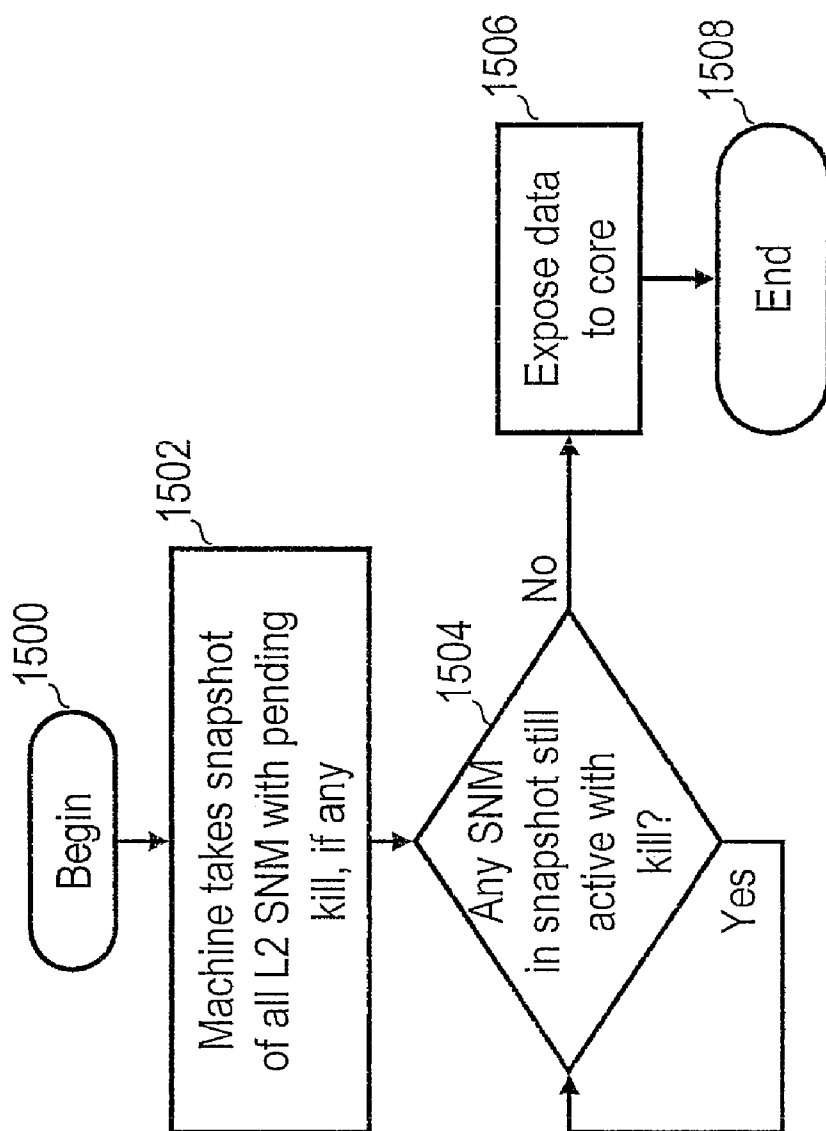 1500
Begin
1502
Machine takes snapshot
of all L2 SNM with pending
kill, if any
1504
Any SNM
in snapshot still
active with
kill?
Yes
No
1506
Expose data
to core
1508
End